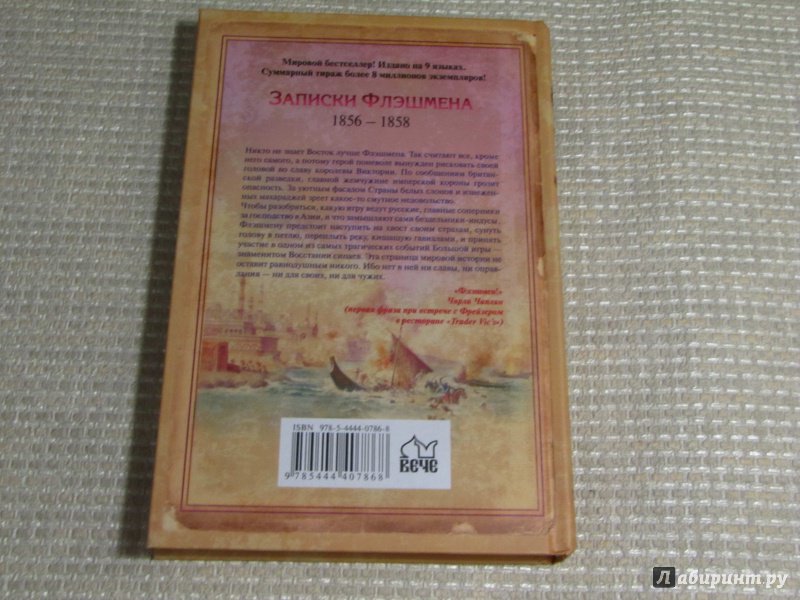 Мировой бестселлер! Издано на 9 языках.
Суммарный тираж более 8 миллионов экземпляров!
Записки Флэшмена
1856 – 1858
Никто не знает Восток лучше Флэшмена. Так считают все, кроме
него самого, а потому герой поневоле вынужден рисковать своей
головой во славу королевы Виктории. По сообщениям британ-
ской разведки, главной жемчужине имперской короны грозит
опасность. За уютным фасадом Страны белых слонов и изнежен-
ных махараджей зреет какое-то смутное недовольство.
Чтобы разобраться, какую игру ведут русские, главные соперники
за господство в Азии, и что замышляют сами бездельники-индусы,
Флэшмену предстоит наступить на хвост своим страхам, сунуть
голову в петлю, переплыть реку, кишащую гавиалами, и принять
участие в одном из самых трагических событий Большой игры —
знаменитом Восстании сипаев. Эта страница мировой истории не
оставит равнодушным никого. Ибо нет в ней ни славы, ни оправ-
дания — ни для своих, ни для чужих.
«Флэшмен!»
Чарли Чаплин
(первая фраза при встрече с Фрейзером
в ресторане «Trader Vic's»)
ISBN 978-5-4444-0786-8
9785444407868
ВЕЧЕ
Лабиринт.ру